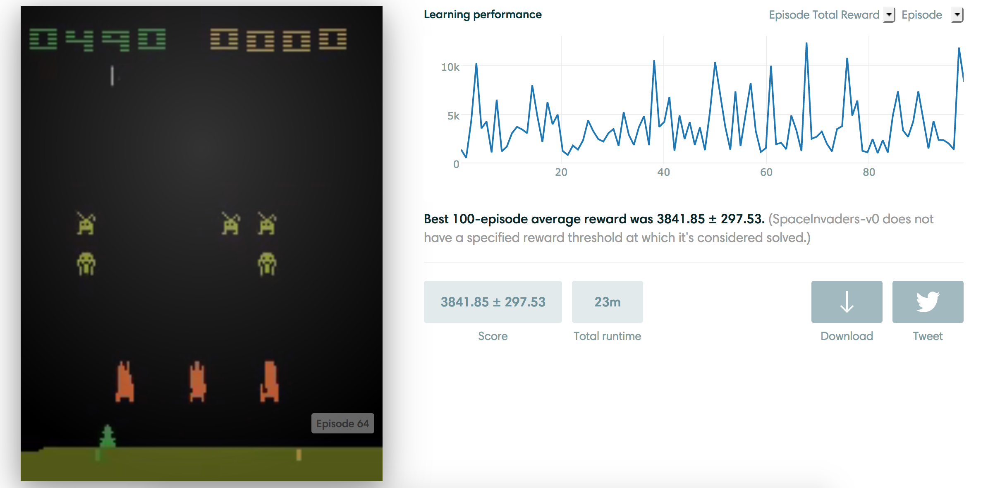 0490 0000
Episode 64
Learning performance
Episode Total Reward Episode
10k
5k
0
20 40 60 80
Best 100-episode average reward was 3841.85 ± 297.53. (SpaceInvaders-v0 does not
have a specified reward threshold at which it's considered solved.)
3841.85 ± 297.53 23m
Score Total runtime Download Tweet